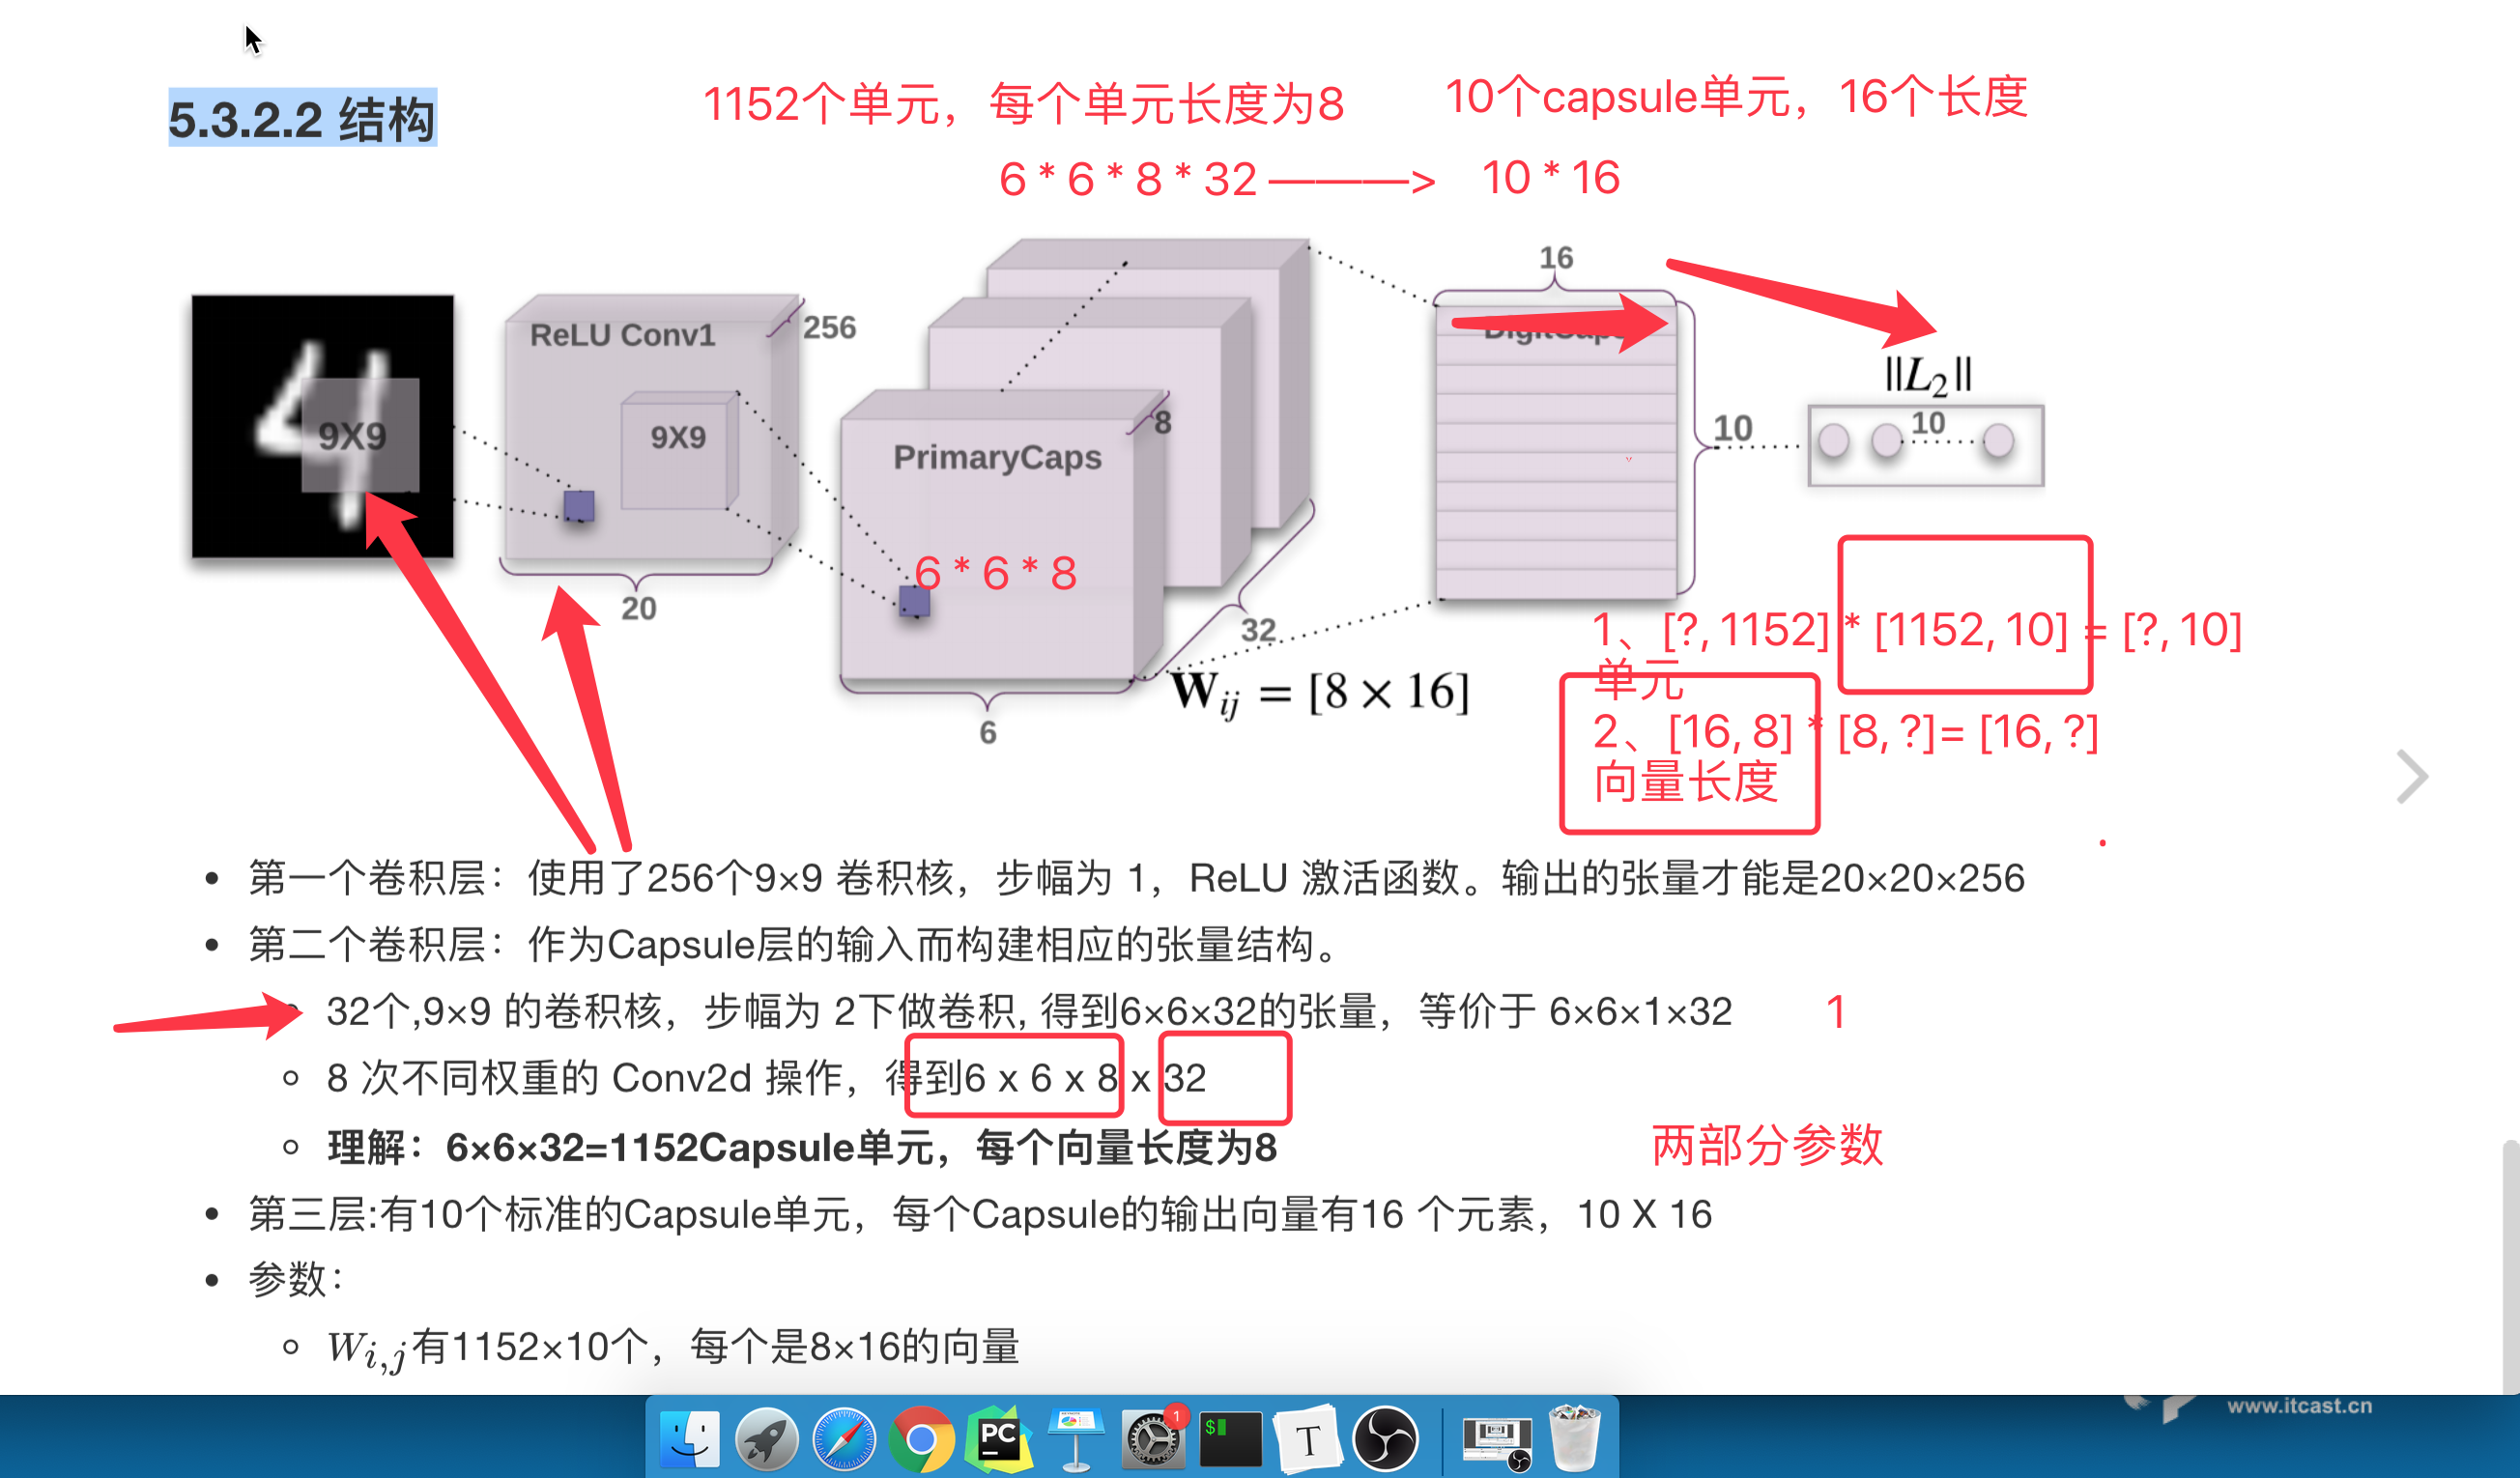 5.3.2.2 结构
1152个单元，每个单元长度为8
10个capsule单元，16个长度
6 * 6 * 8 * 32 ————>
10 * 16
16
ReLU Conv1
256
DigitCaps
||L₂||
9X9
9X9
8
10
10
PrimaryCaps
6 * 6 * 8
20
32
1、[?, 1152] * [1152, 10] = [?, 10]
单元
W_ij = [8 × 16]
2、[16, 8] * [8, ?]= [16, ?]
向量长度
6
• 第一个卷积层：使用了256个9×9 卷积核，步幅为 1，ReLU 激活函数。输出的张量才能是20×20×256
• 第二个卷积层：作为Capsule层的输入而构建相应的张量结构。
32个,9×9 的卷积核，步幅为 2下做卷积, 得到6×6×32的张量，等价于 6×6×1×32
1
8 次不同权重的 Conv2d 操作，得到6 x 6 x 8 x 32
理解：6×6×32=1152Capsule单元，每个向量长度为8
两部分参数
• 第三层:有10个标准的Capsule单元，每个Capsule的输出向量有16 个元素，10 X 16
• 参数：
W_i,j有1152×10个，每个是8×16的向量
www.itcast.cn
PC
1
$
T